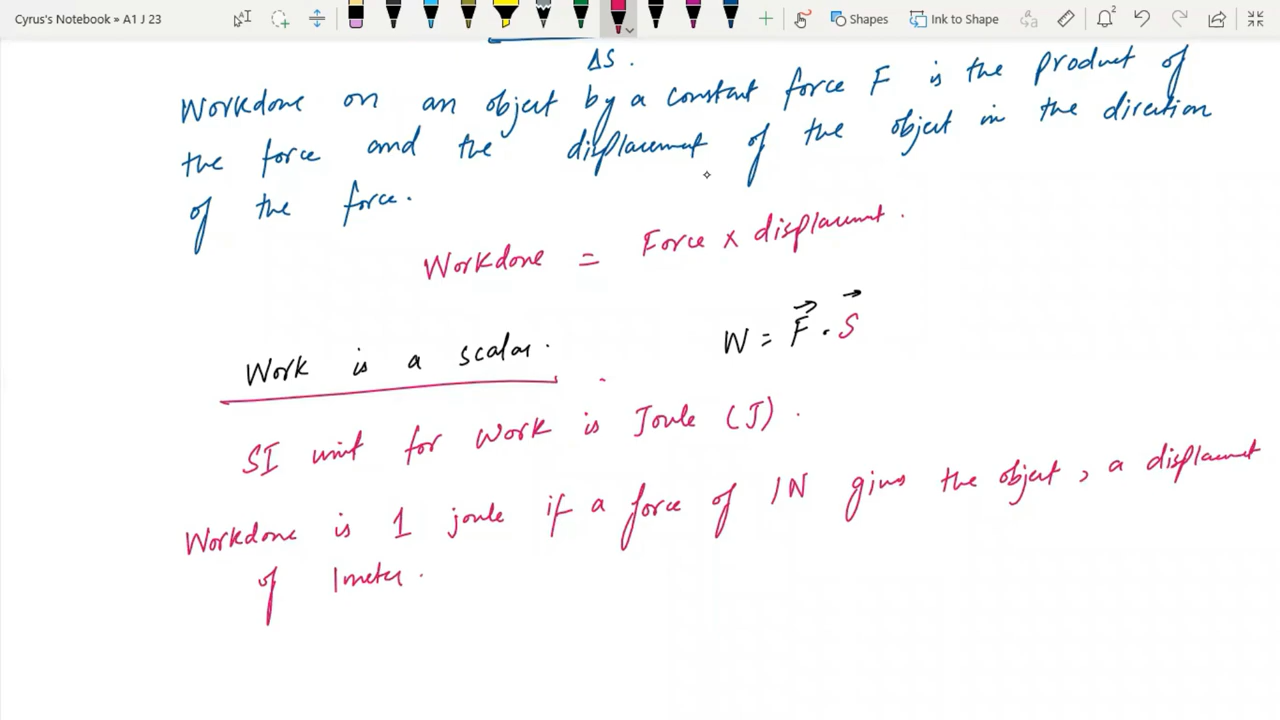 Cyrus's Notebook » A1 J 23
Shapes
Ink to Shape
2
ΔS.
Workdone on an object by a constant force F is the product of
the force and the displacement of the object in the direction
of the force.
Workdone = Force x displacement.
W = F⃗ . S⃗
Work is a scalar.
SI unit for Work is Joule (J).
Workdone is 1 joule if a force of 1N gives the object, a displacement
of 1meter.